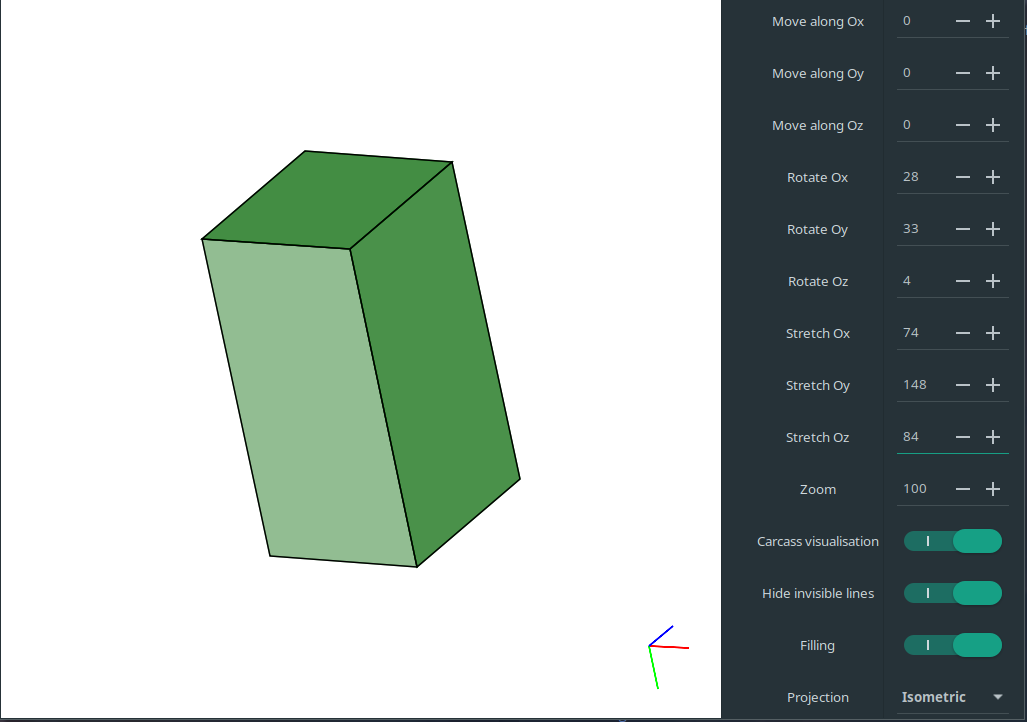 Move along Ox 0
Move along Oy 0
Move along Oz 0
Rotate Ox 28
Rotate Oy 33
Rotate Oz 4
Stretch Ox 74
Stretch Oy 148
Stretch Oz 84
Zoom 100
Carcass visualisation
Hide invisible lines
Filling
Projection Isometric